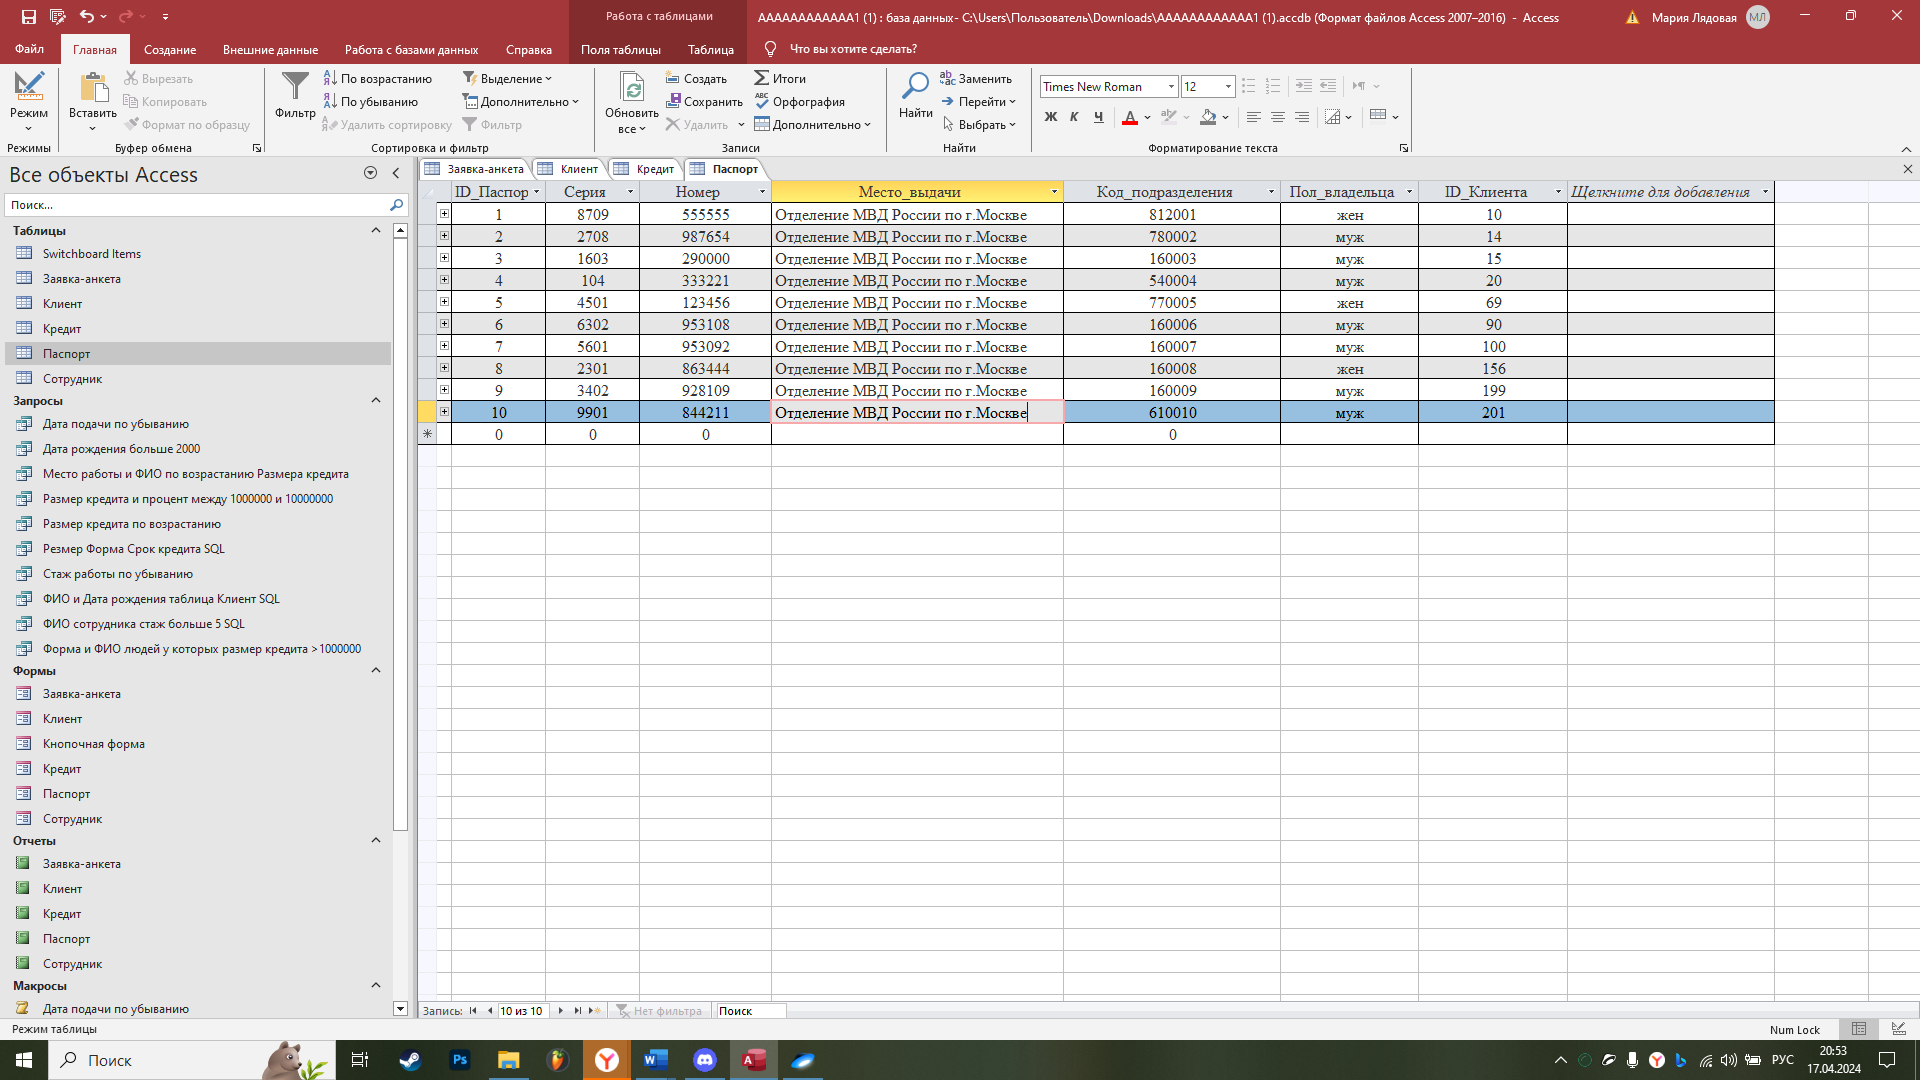 Работа с таблицами
АААААААААААА1 (1) : база данных- C:\Users\Пользователь\Downloads\АААААААААААА1 (1).accdb (Формат файлов Access 2007–2016) - Access
Мария Лядовая
МЛ
Файл Главная Создание Внешние данные Работа с базами данных Справка Поля таблицы Таблица Что вы хотите сделать?
Режим
Режимы
Вставить
Вырезать
Копировать
Формат по образцу
Буфер обмена
Фильтр
По возрастанию
По убыванию
Удалить сортировку
Выделение
Дополнительно
Фильтр
Сортировка и фильтр
Обновить все
Создать
Сохранить
Удалить
Итоги
Орфография
Дополнительно
Записи
Найти
Заменить
Перейти
Выбрать
Найти
Times New Roman 12
Ж К Ч
Форматирование текста
Все объекты Access
Поиск...
Таблицы
Switchboard Items
Заявка-анкета
Клиент
Кредит
Паспорт
Сотрудник
Запросы
Дата подачи по убыванию
Дата рождения больше 2000
Место работы и ФИО по возрастанию Размера кредита
Размер кредита и процент между 1000000 и 10000000
Размер кредита по возрастанию
Резмер Форма Срок кредита SQL
Стаж работы по убыванию
ФИО и Дата рождения таблица Клиент SQL
ФИО сотрудника стаж больше 5 SQL
Форма и ФИО людей у которых размер кредита >1000000
Формы
Заявка-анкета
Клиент
Кнопочная форма
Кредит
Паспорт
Сотрудник
Отчеты
Заявка-анкета
Клиент
Кредит
Паспорт
Сотрудник
Макросы
Дата подачи по убыванию
Заявка-анкета Клиент Кредит Паспорт
ID_Паспор Серия Номер Место_выдачи Код_подразделения Пол_владельца ID_Клиента Щелкните для добавления
1 8709 555555 Отделение МВД России по г.Москве 812001 жен 10
2 2708 987654 Отделение МВД России по г.Москве 780002 муж 14
3 1603 290000 Отделение МВД России по г.Москве 160003 муж 15
4 104 333221 Отделение МВД России по г.Москве 540004 муж 20
5 4501 123456 Отделение МВД России по г.Москве 770005 жен 69
6 6302 953108 Отделение МВД России по г.Москве 160006 муж 90
7 5601 953092 Отделение МВД России по г.Москве 160007 муж 100
8 2301 863444 Отделение МВД России по г.Москве 160008 жен 156
9 3402 928109 Отделение МВД России по г.Москве 160009 муж 199
10 9901 844211 Отделение МВД России по г.Москве 610010 муж 201
0 0 0 0
Запись: 10 из 10 Нет фильтра Поиск
Режим таблицы
Num Lock
Поиск
РУС
20:53
17.04.2024